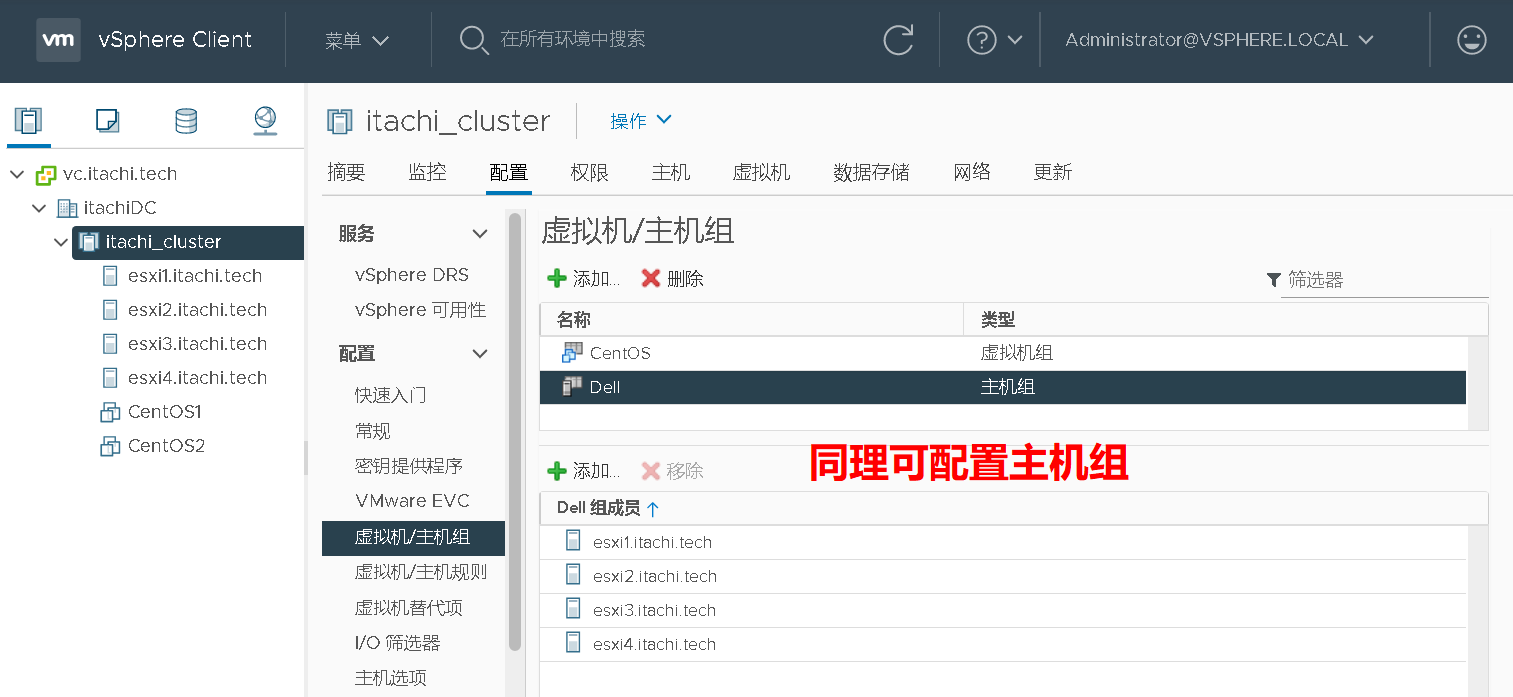 vm vSphere Client 菜单 在所有环境中搜索 Administrator@VSPHERE.LOCAL
vc.itachi.tech
itachiDC
itachi_cluster
esxi1.itachi.tech
esxi2.itachi.tech
esxi3.itachi.tech
esxi4.itachi.tech
CentOS1
CentOS2
itachi_cluster 操作
摘要 监控 配置 权限 主机 虚拟机 数据存储 网络 更新
服务
vSphere DRS
vSphere 可用性
配置
快速入门
常规
密钥提供程序
VMware EVC
虚拟机/主机组
虚拟机/主机规则
虚拟机替代项
I/O 筛选器
主机选项
虚拟机/主机组
添加... 删除 筛选器
名称 类型
CentOS 虚拟机组
Dell 主机组
同理可配置主机组
添加... 移除
Dell 组成员 ↑
esxi1.itachi.tech
esxi2.itachi.tech
esxi3.itachi.tech
esxi4.itachi.tech